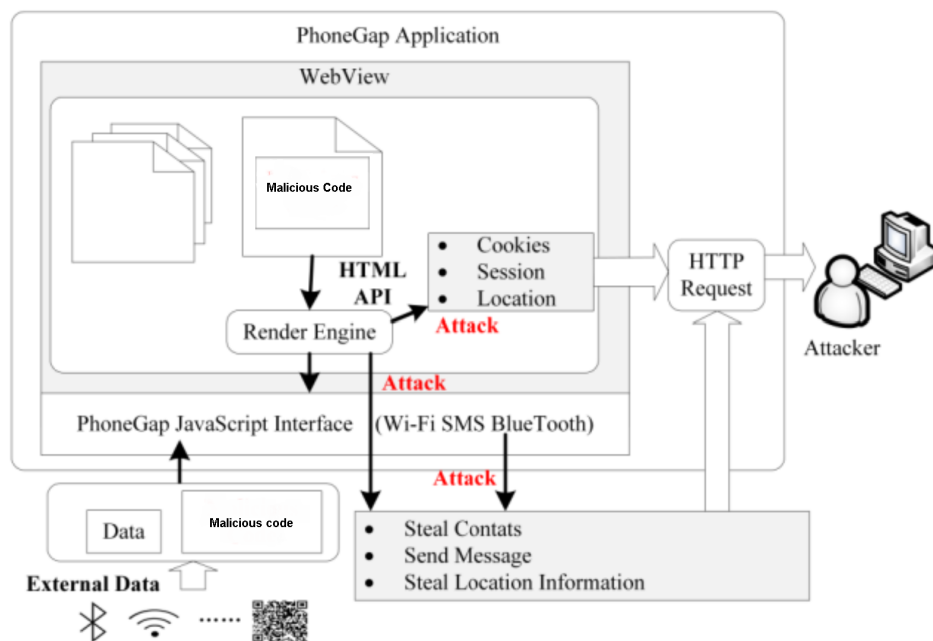 PhoneGap Application
WebView
Malicious Code
HTML
API
• Cookies
• Session
• Location
Render Engine
Attack
HTTP
Request
Attacker
Attack
PhoneGap JavaScript Interface (Wi-Fi SMS BlueTooth)
Attack
Data
Malicious code
• Steal Contats
• Send Message
• Steal Location Information
External Data
······